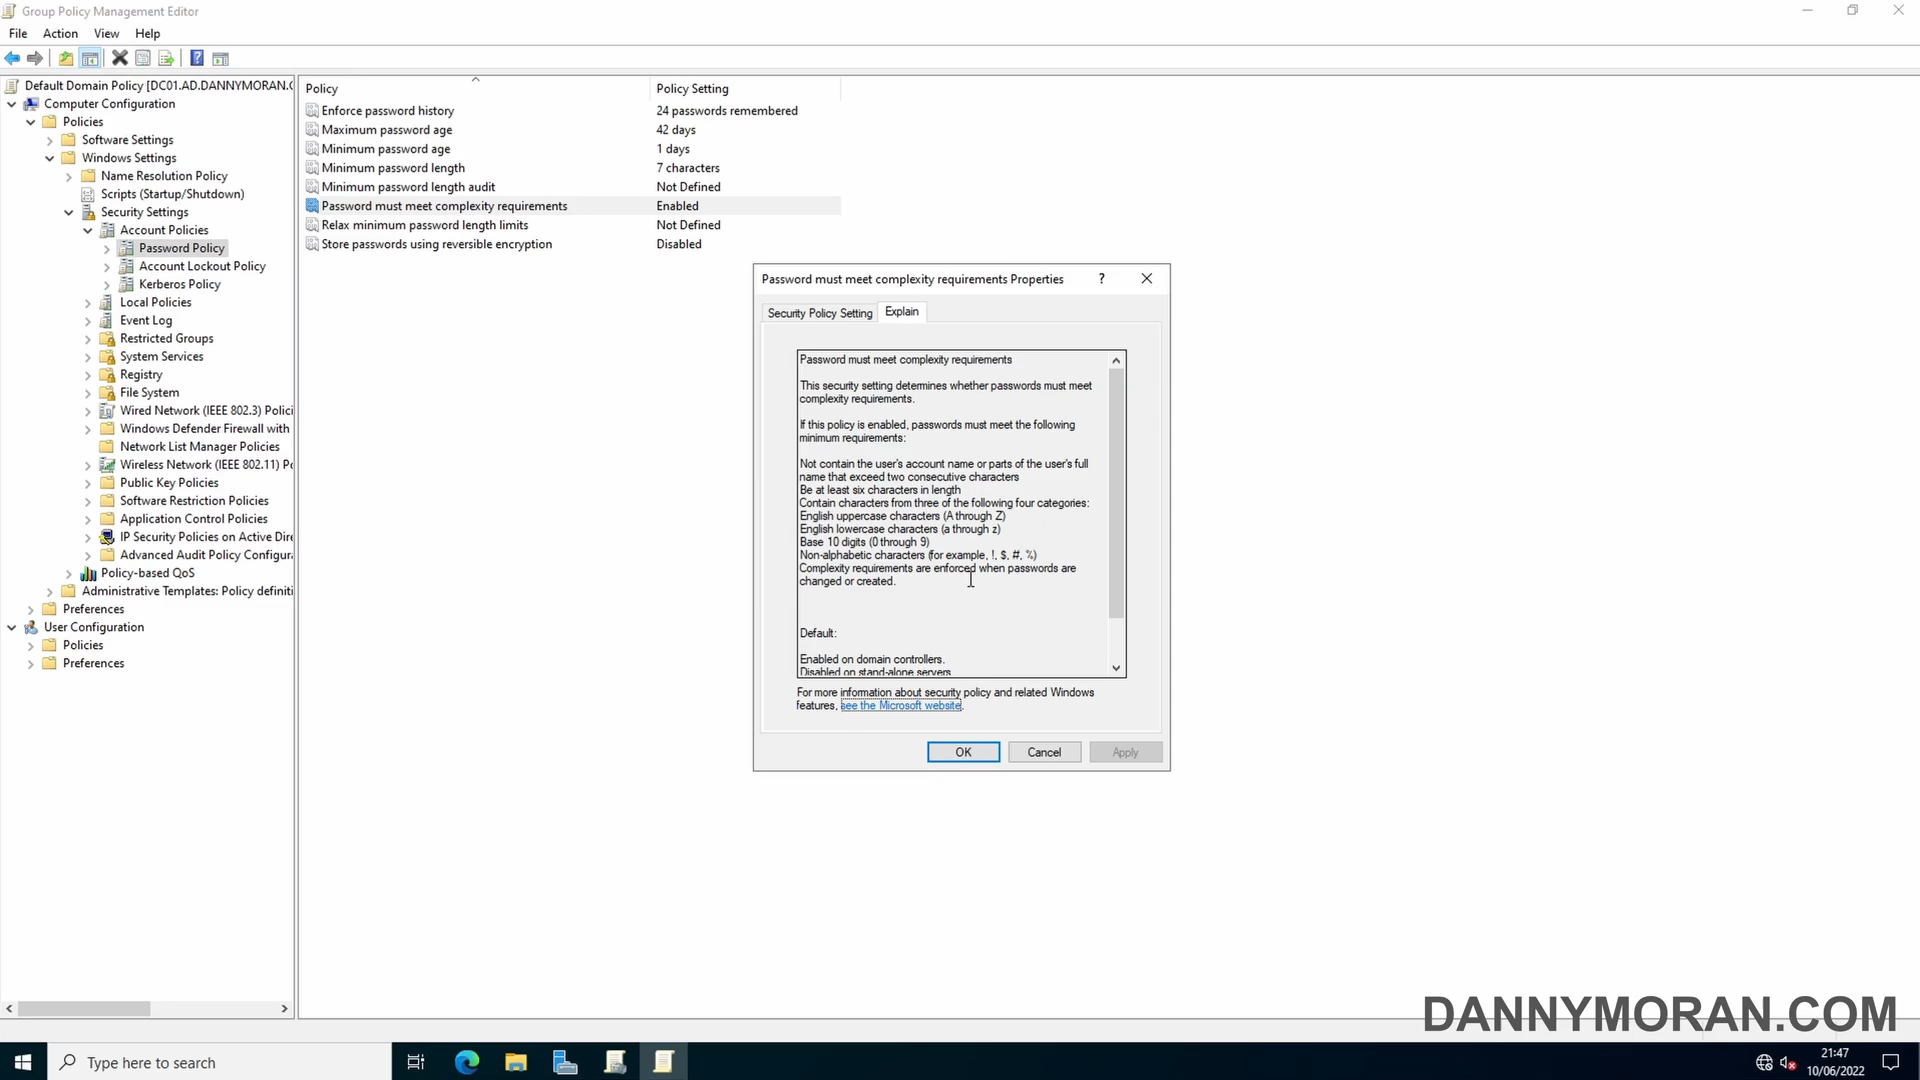 Group Policy Management Editor
File Action View Help
Default Domain Policy [DC01.AD.DANNYMORAN.C
Computer Configuration
Policies
Software Settings
Windows Settings
Name Resolution Policy
Scripts (Startup/Shutdown)
Security Settings
Account Policies
Password Policy
Account Lockout Policy
Kerberos Policy
Local Policies
Event Log
Restricted Groups
System Services
Registry
File System
Wired Network (IEEE 802.3) Polici
Windows Defender Firewall with
Network List Manager Policies
Wireless Network (IEEE 802.11) Po
Public Key Policies
Software Restriction Policies
Application Control Policies
IP Security Policies on Active Dire
Advanced Audit Policy Configura
Policy-based QoS
Administrative Templates: Policy definiti
Preferences
User Configuration
Policies
Preferences
Policy Policy Setting
Enforce password history 24 passwords remembered
Maximum password age 42 days
Minimum password age 1 days
Minimum password length 7 characters
Minimum password length audit Not Defined
Password must meet complexity requirements Enabled
Relax minimum password length limits Not Defined
Store passwords using reversible encryption Disabled
Password must meet complexity requirements Properties ?
Security Policy Setting Explain
Password must meet complexity requirements
This security setting determines whether passwords must meet
complexity requirements.
If this policy is enabled, passwords must meet the following
minimum requirements:
Not contain the user's account name or parts of the user's full
name that exceed two consecutive characters
Be at least six characters in length
Contain characters from three of the following four categories:
English uppercase characters (A through Z)
English lowercase characters (a through z)
Base 10 digits (0 through 9)
Non-alphabetic characters (for example, !, $, #, %)
Complexity requirements are enforced when passwords are
changed or created.
Default:
Enabled on domain controllers.
Disabled on stand-alone servers
For more information about security policy and related Windows
features, see the Microsoft website.
OK Cancel Apply
DANNYMORAN.COM
Type here to search
21:47
10/06/2022